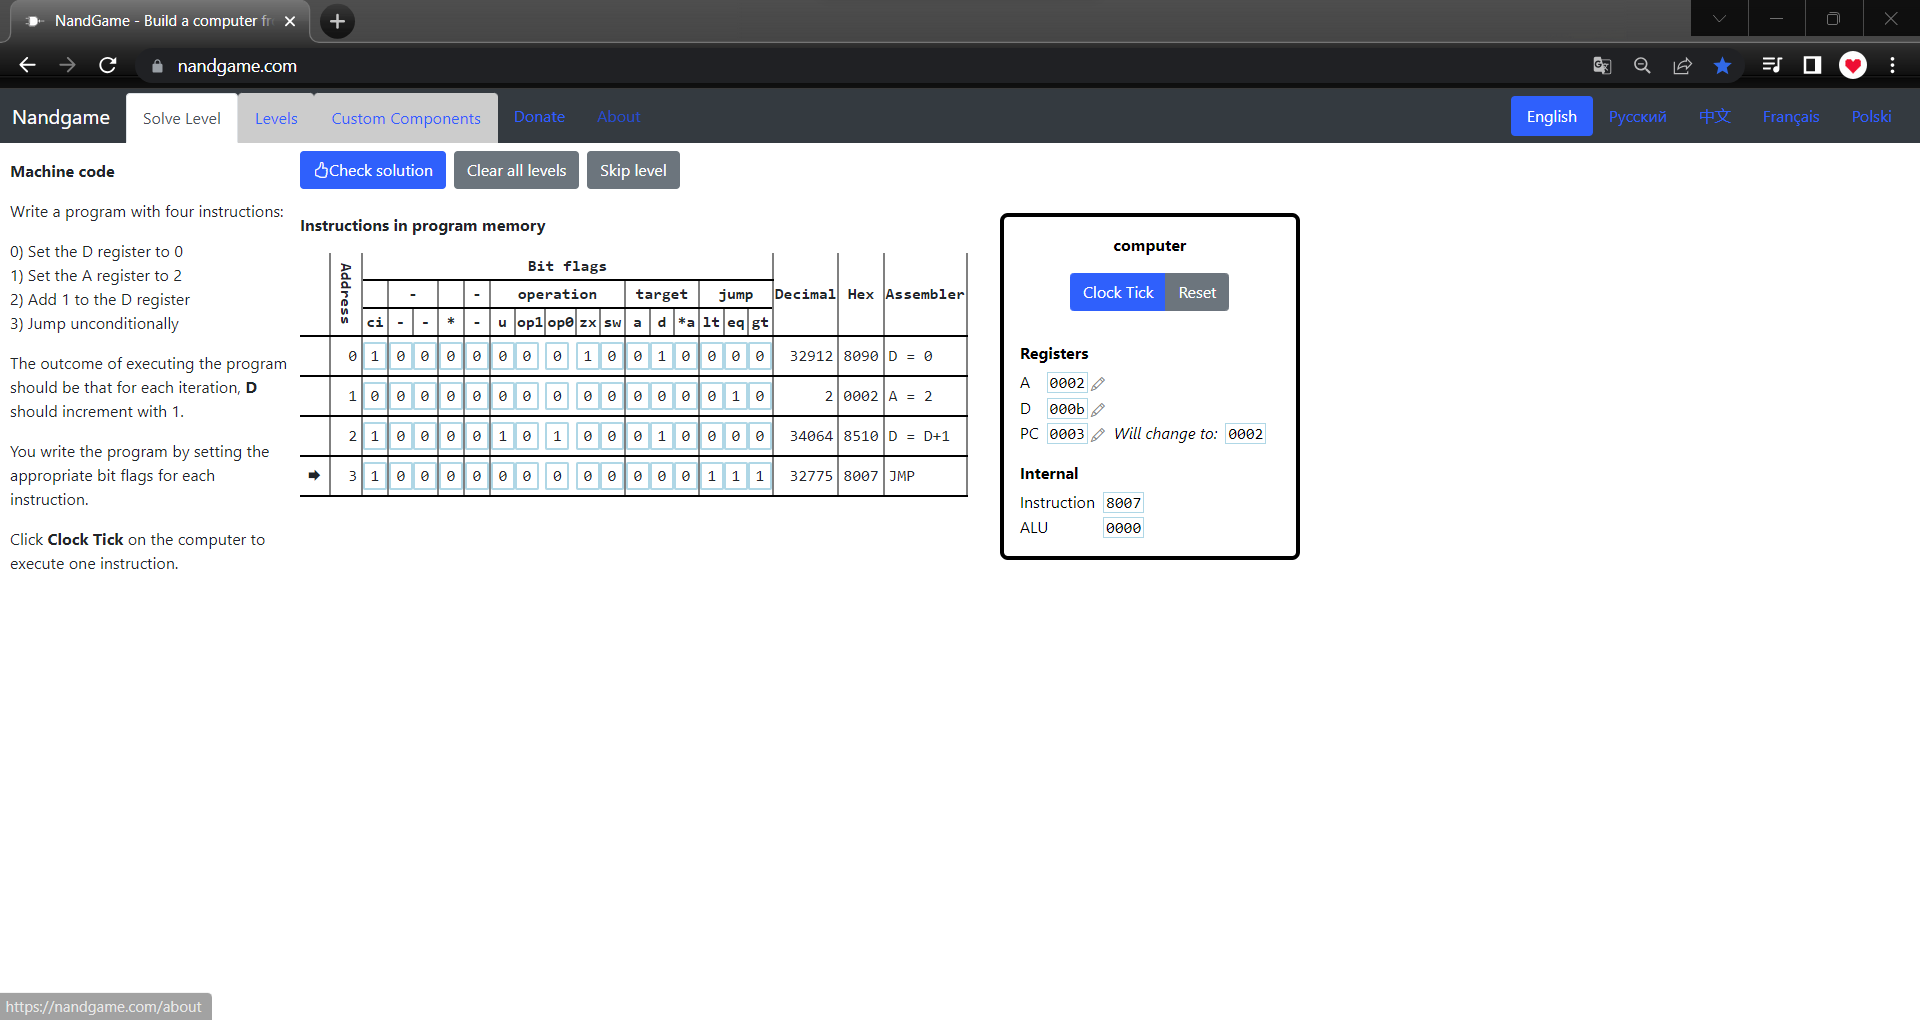 NandGame - Build a computer fr
nandgame.com
Nandgame
Solve Level
Levels
Custom Components
Donate
About
English
Русский
中文
Français
Polski
Machine code
Write a program with four instructions:
0) Set the D register to 0
1) Set the A register to 2
2) Add 1 to the D register
3) Jump unconditionally
The outcome of executing the program
should be that for each iteration, D
should increment with 1.
You write the program by setting the
appropriate bit flags for each
instruction.
Click Clock Tick on the computer to
execute one instruction.
Check solution
Clear all levels
Skip level
Instructions in program memory
Address
Bit flags
- - operation target jump Decimal Hex Assembler
ci - - * - u op1 op0 zx sw a d *a lt eq gt
0 1 0 0 0 0 0 0 0 1 0 0 1 0 0 0 0 32912 8090 D = 0
1 0 0 0 0 0 0 0 0 0 0 0 0 0 0 1 0 2 0002 A = 2
2 1 0 0 0 0 1 0 1 0 0 0 1 0 0 0 0 34064 8510 D = D+1
3 1 0 0 0 0 0 0 0 0 0 0 0 0 1 1 1 32775 8007 JMP
computer
Clock Tick
Reset
Registers
A 0002
D 000b
PC 0003 Will change to: 0002
Internal
Instruction 8007
ALU 0000
https://nandgame.com/about